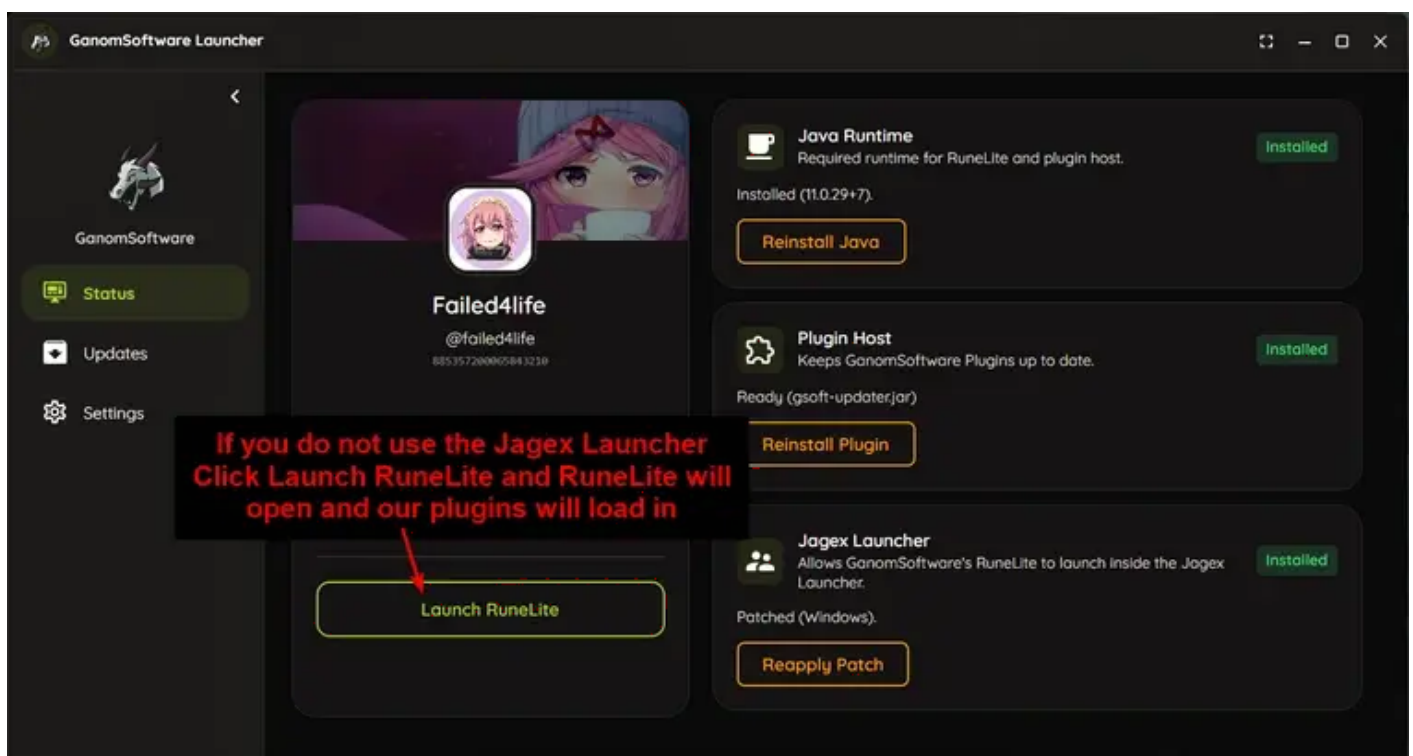 GanomSoftware Launcher
GanomSoftware
Status
Updates
Settings
Failed4life
@failed4life
885357200065843210
If you do not use the Jagex Launcher
Click Launch RuneLite and RuneLite will
open and our plugins will load in
Launch RuneLite
Java Runtime
Required runtime for RuneLite and plugin host.
Installed
Installed (11.0.29+7).
Reinstall Java
Plugin Host
Keeps GanomSoftware Plugins up to date.
Installed
Ready (gsoft-updater.jar)
Reinstall Plugin
Jagex Launcher
Allows GanomSoftware's RuneLite to launch inside the Jagex
Launcher.
Installed
Patched (Windows).
Reapply Patch